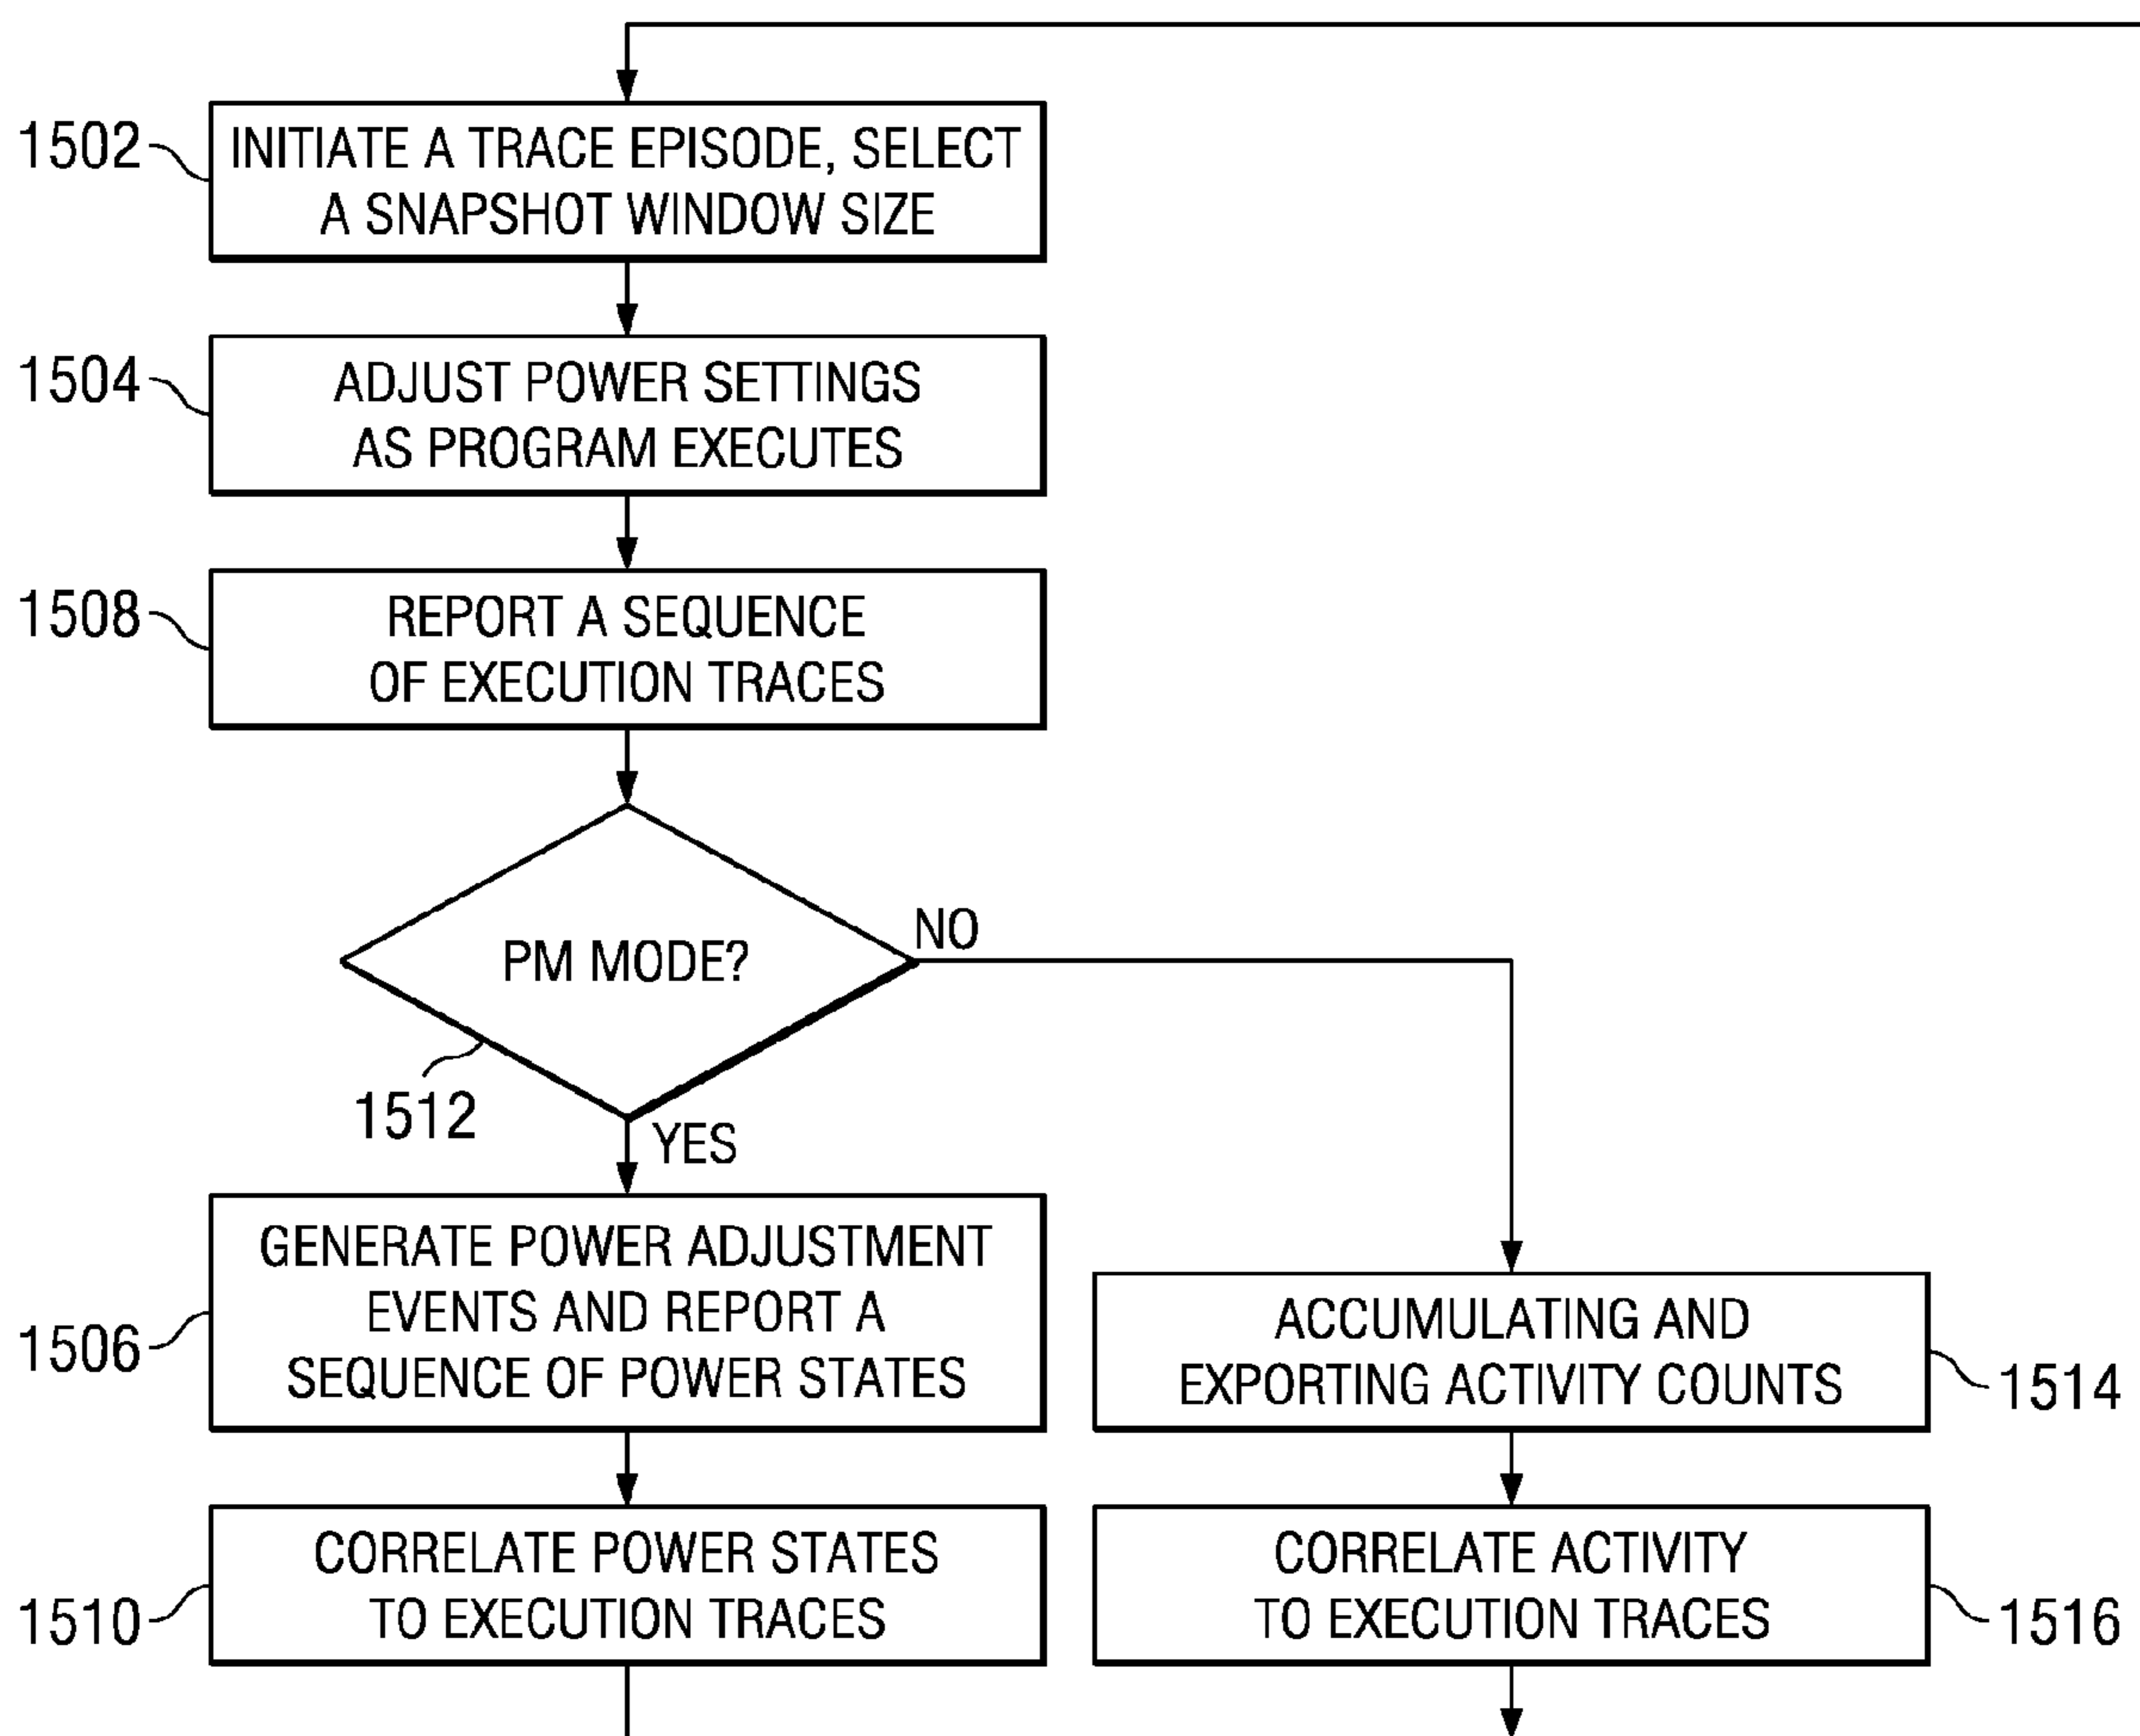 1502
INITIATE A TRACE EPISODE, SELECT
A SNAPSHOT WINDOW SIZE
1504
ADJUST POWER SETTINGS
AS PROGRAM EXECUTES
1508
REPORT A SEQUENCE
OF EXECUTION TRACES
PM MODE?
NO
1512
YES
1506
GENERATE POWER ADJUSTMENT
EVENTS AND REPORT A
SEQUENCE OF POWER STATES
ACCUMULATING AND
EXPORTING ACTIVITY COUNTS
1514
1510
CORRELATE POWER STATES
TO EXECUTION TRACES
CORRELATE ACTIVITY
TO EXECUTION TRACES
1516